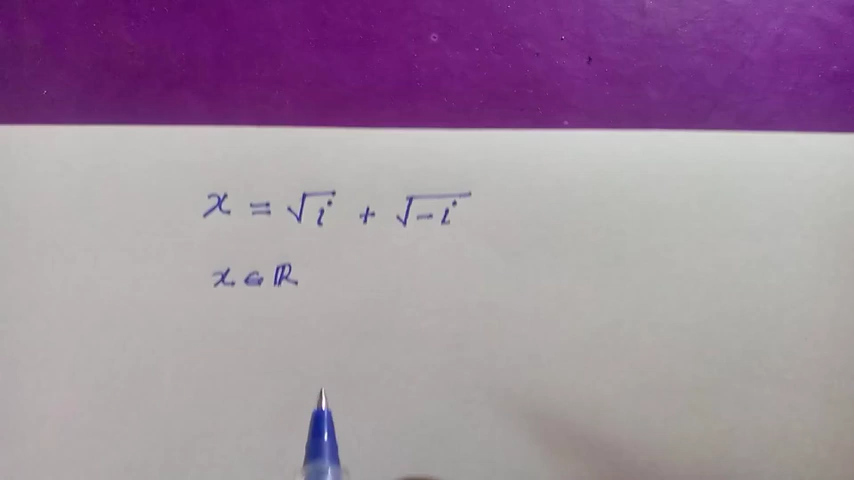 x = √i + √-i
x ∈ ℝ